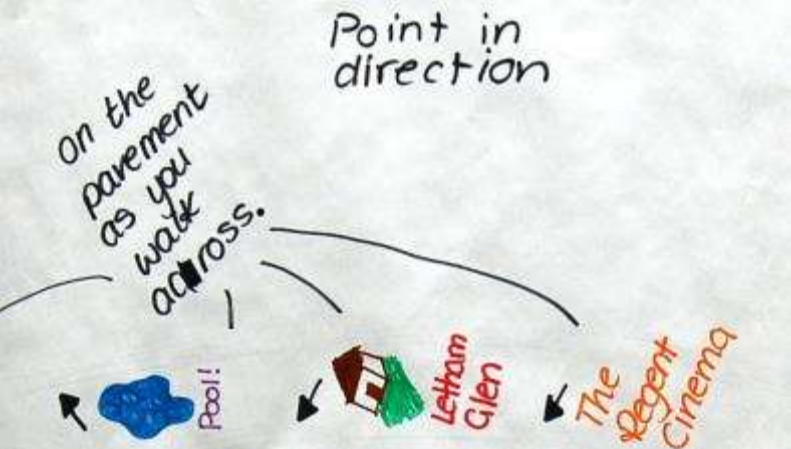 Point in
direction
on the
pavement
as you
walk
across.
Pool!
Letham
Glen
The
Regent
Cinema